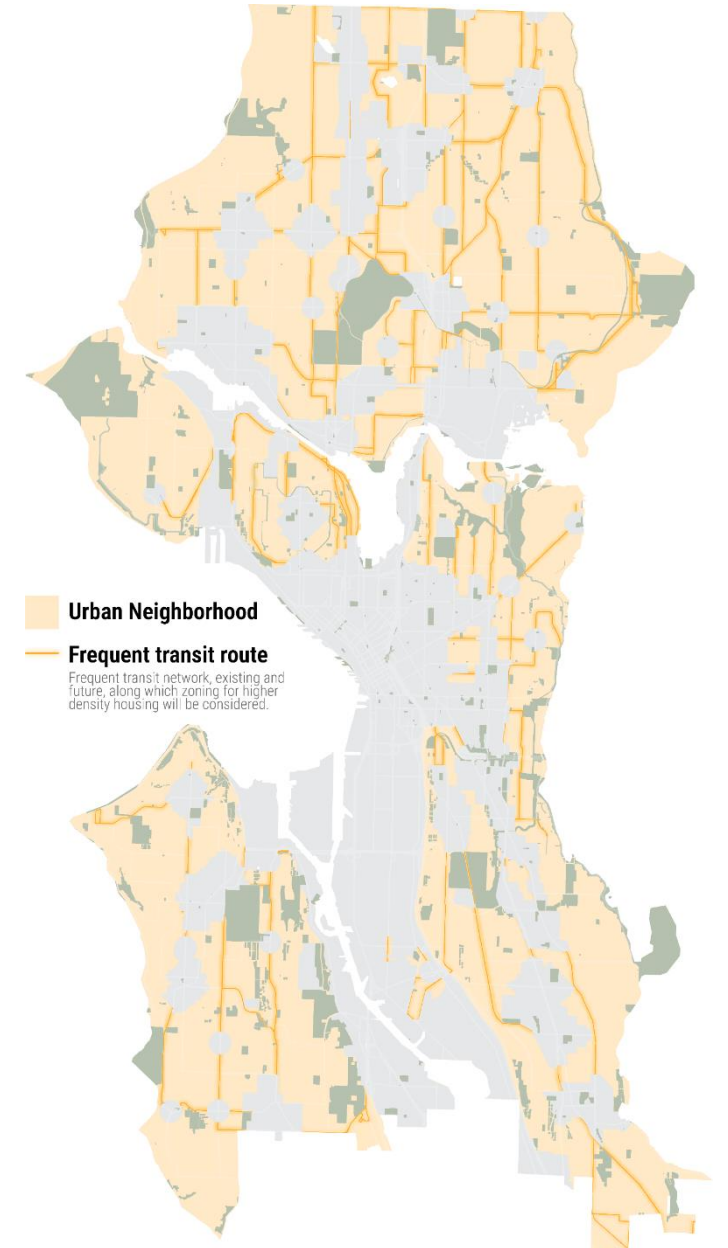 Urban Neighborhood
Frequent transit route
Frequent transit network, existing and
future, along which zoning for higher
density housing will be considered.